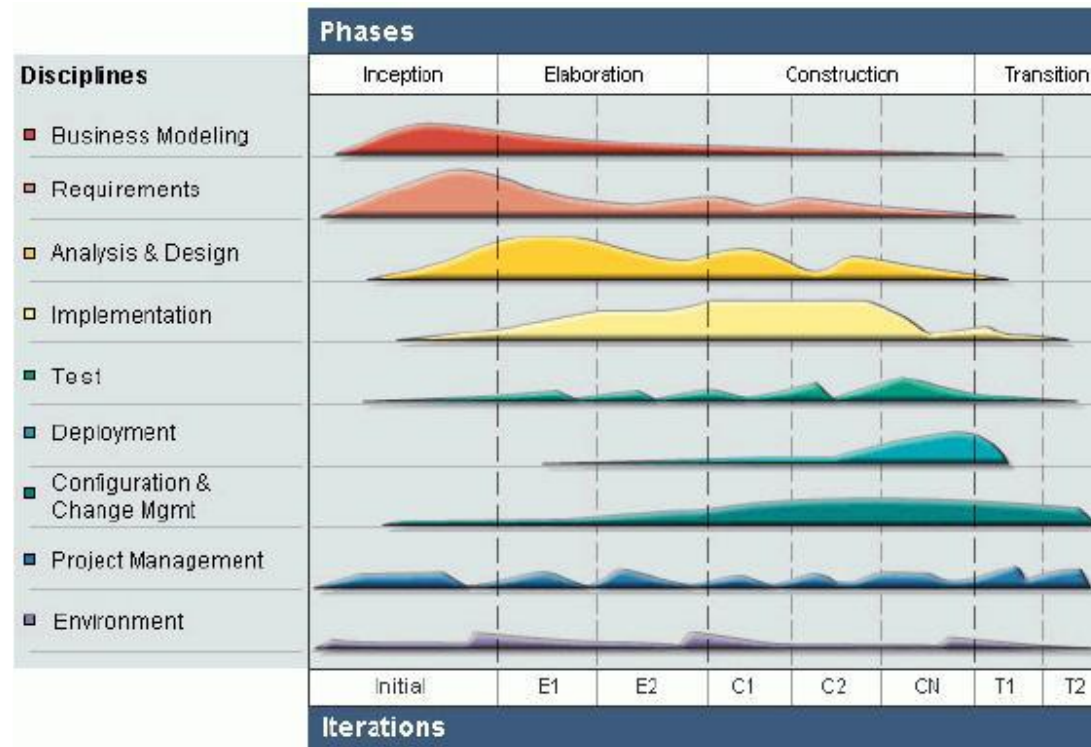 Phases
Disciplines
Inception Elaboration Construction Transition
Business Modeling
Requirements
Analysis & Design
Implementation
Test
Deployment
Configuration &
Change Mgmt
Project Management
Environment
Initial E1 E2 C1 C2 CN T1 T2
Iterations